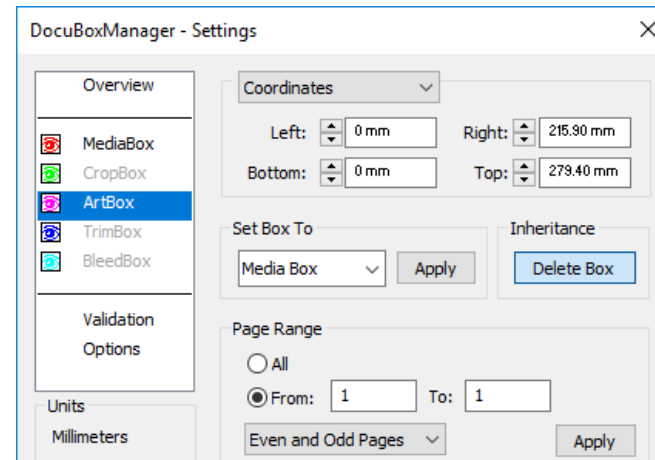 DocuBoxManager - Settings
Overview
MediaBox
CropBox
ArtBox
TrimBox
BleedBox
Validation
Options
Units
Millimeters
Coordinates
Left: 0 mm Right: 215.90 mm
Bottom: 0 mm Top: 279.40 mm
Set Box To
Media Box Apply
Inheritance
Delete Box
Page Range
All
From: 1 To: 1
Even and Odd Pages Apply